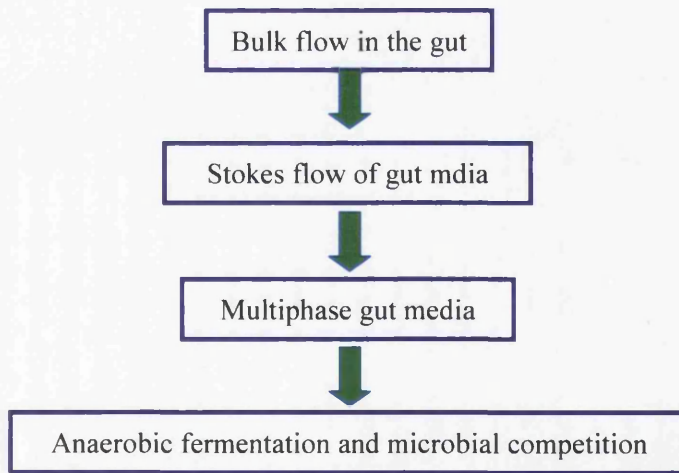 Bulk flow in the gut
Stokes flow of gut mdia
Multiphase gut media
Anaerobic fermentation and microbial competition